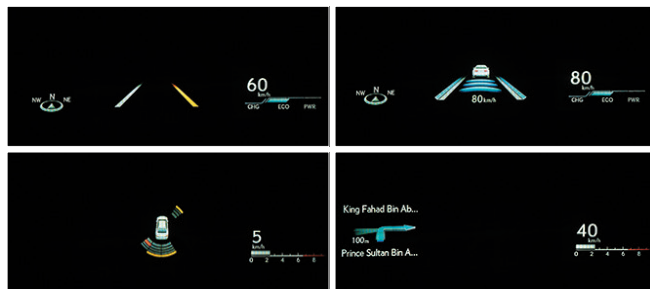 N
NW NE
60
km/h
CHG ECO PWR
N
NW NE
80km/h
80
km/h
CHG ECO PWR
5
km/h
0 2 4 6 8
King Fahad Bin Ab...
100m
Prince Sultan Bin A...
40
km/h
0 2 4 6 8